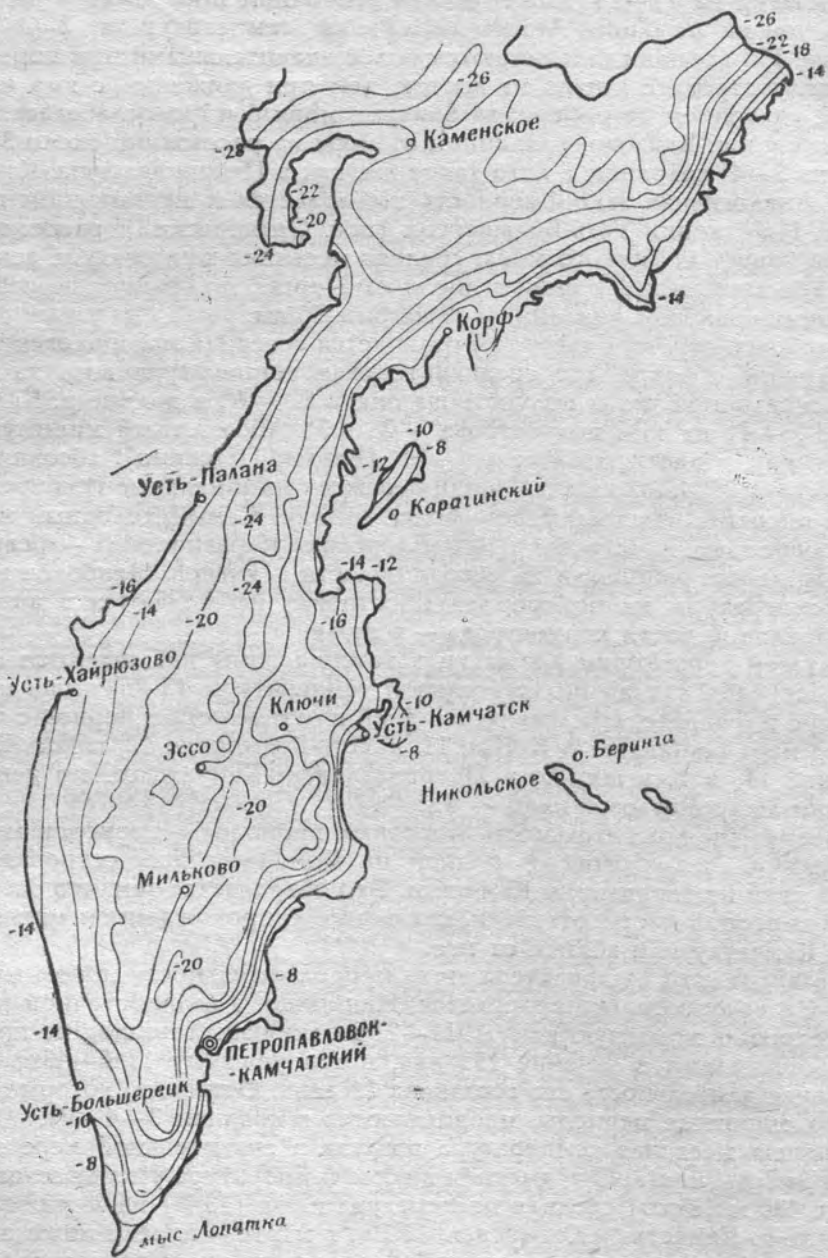 -26
-22
-18
-14
-26
Каменское
-28
-22
-20
-24
-14
Корф
-10
-8
-12
Усть-Палана
о Карагинский
-24
-14 -12
-24
-16
-14
-20
-16
Усть-Хайрюзово
Ключи
-10
Усть-Камчатск
-8
Эссо
о. Беринга
Никольское
-20
Мильково
-14
-20
-8
-14
ПЕТРОПАВЛОВСК-
-КАМЧАТСКИЙ
Усть-Большерецк
-10
-8
мыс Лопатка